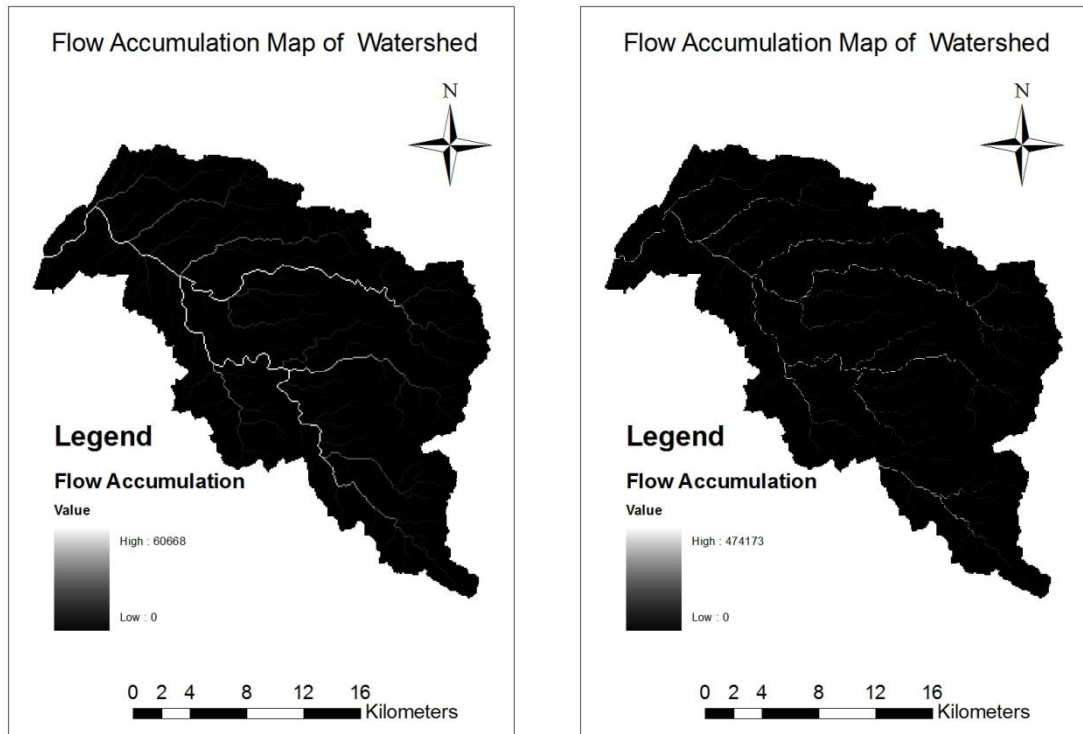 Flow Accumulation Map of  Watershed
N
Legend
Flow Accumulation
Value
High : 60668
Low : 0
0 2 4 8 12 16
Kilometers
Flow Accumulation Map of  Watershed
N
Legend
Flow Accumulation
Value
High : 474173
Low : 0
0 2 4 8 12 16
Kilometers